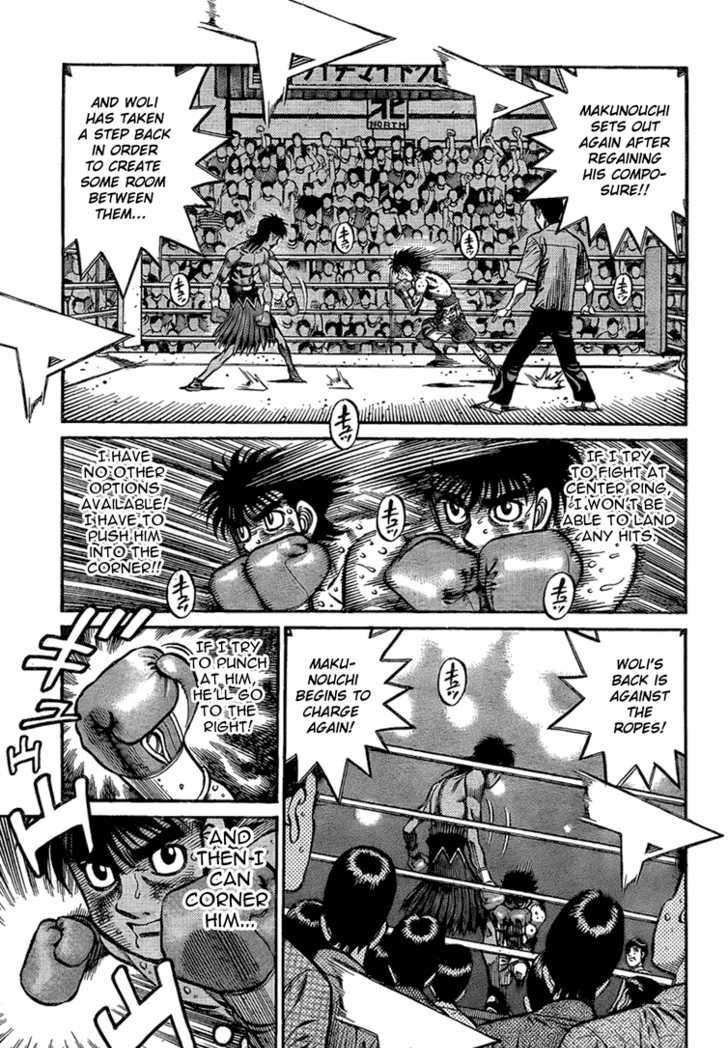 MAKUNOUCHI
SETS OUT
AGAIN AFTER
REGAINING
HIS COMPO-
SURE!!
AND WOLI
HAS TAKEN
A STEP BACK
IN ORDER
TO CREATE
SOME ROOM
BETWEEN
THEM...
NORTH
IF I TRY
TO FIGHT AT
CENTER RING,
I WON'T BE
ABLE TO LAND
ANY HITS.
I HAVE
NO OTHER
OPTIONS
AVAILABLE!
I HAVE TO
PUSH HIM
INTO THE
CORNER!!
WOLI'S
BACK IS
AGAINST
THE
ROPES!
MAKU-
NOUCHI
BEGINS TO
CHARGE
AGAIN!
IF I TRY
TO PUNCH
AT HIM,
HE'LL GO
TO THE
RIGHT!
AND
THEN I
CAN
CORNER
HIM...